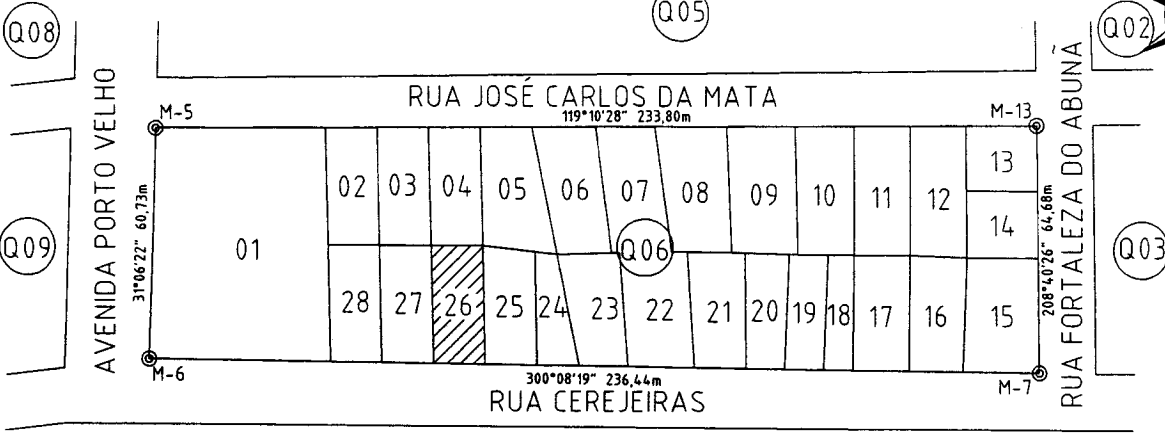 Q08
Q05
Q02
RUA JOSÉ CARLOS DA MATA
119°10'28" 233,80m
M-5
M-13
AVENIDA PORTO VELHO
31°06'22" 60,73m
Q09
01
02
03
04
05
06
07
08
09
10
11
12
13
14
Q06
28
27
26
25
24
23
22
21
20
19
18
17
16
15
208°40'26" 64,68m
RUA FORTALEZA DO ABUNA
Q03
M-6
M-7
300°08'19" 236,44m
RUA CEREJEIRAS